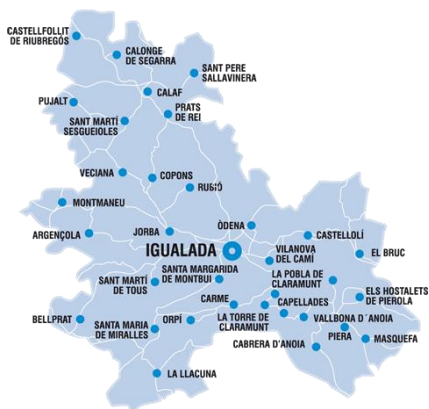 CASTELLFOLLIT
DE RIUBREGÓS
CALONGE
DE SEGARRA
SANT PERE
SALLAVINERA
CALAF
PUJALT
PRATS
DE REI
SANT MARTÍ
SESGUEIOLES
VECIANA
COPONS
RUBIÓ
MONTMANEU
ÒDENA
ARGENÇOLA
JORBA
CASTELLOLÍ
IGUALADA
EL BRUC
VILANOVA
DEL CAMÍ
SANTA MARGARIDA
DE MONTBUI
SANT MARTÍ
DE TOUS
LA POBLA DE
CLARAMUNT
ELS HOSTALETS
DE PIEROLA
CARME
CAPELLADES
BELLPRAT
SANTA MARIA
DE MIRALLES
ORPÍ
LA TORRE DE
CLARAMUNT
VALLBONA D´ANOIA
PIERA
MASQUEFA
CABRERA D'ANOIA
LA LLACUNA